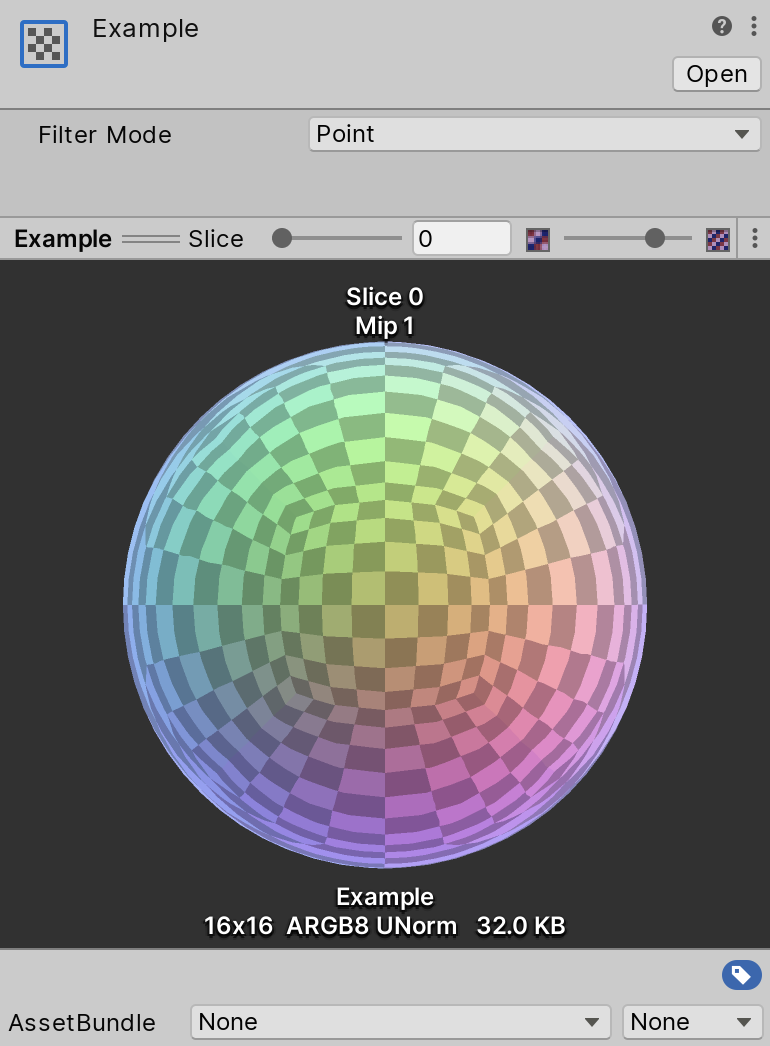 Example
Open
Filter Mode Point
Example Slice 0
Slice 0
Mip 1
Example
16x16 ARGB8 UNorm 32.0 KB
AssetBundle None None